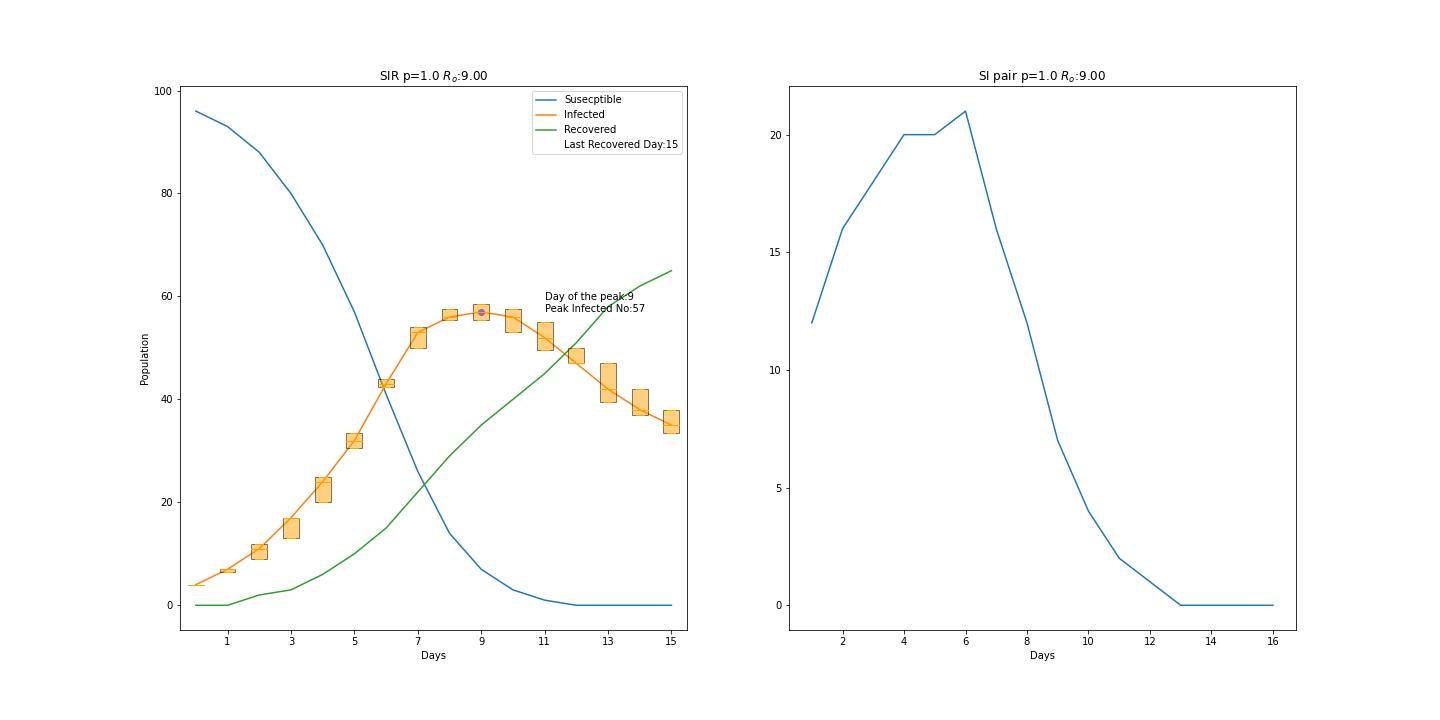 SIR p=1.0 Rₒ:9.00
100
80
60
40
20
0
Population
Susecptible
Infected
Recovered
Last Recovered Day:15
Day of the peak:9
Peak Infected No:57
1 3 5 7 9 11 13 15
Days
SI pair p=1.0 Rₒ:9.00
20
15
10
5
0
2 4 6 8 10 12 14 16
Days